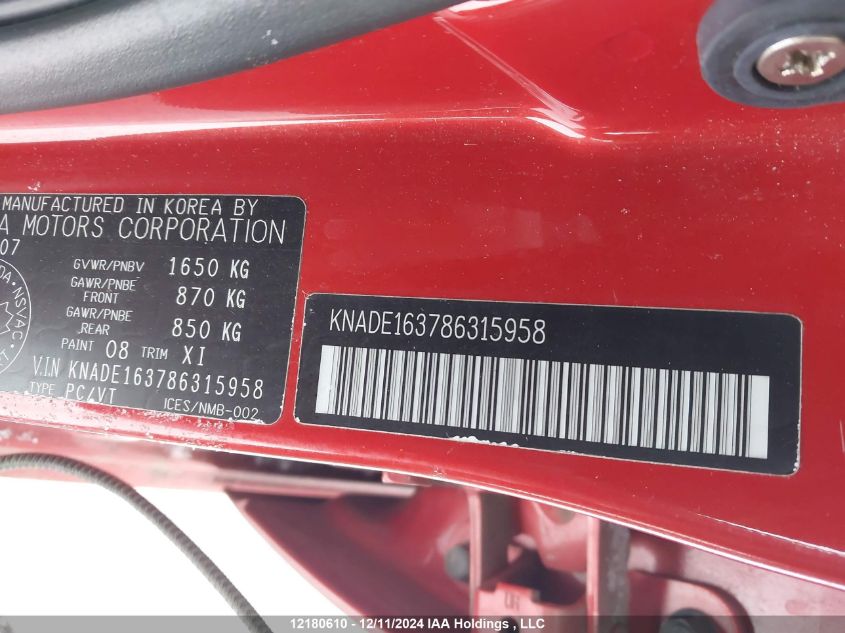 MANUFACTURED IN KOREA BY
A MOTORS CORPORATION
07
GVWR/PNBV 1650 KG
GAWR/PNBE
FRONT 870 KG
GAWR/PNBE
REAR 850 KG
PAINT 08 TRIM XI
V.I.N KNADE163786315958
TYPE PC/VT ICES/NMB-002
DA NSVAC
KNADE163786315958
12180610 - 12/11/2024 IAA Holdings , LLC